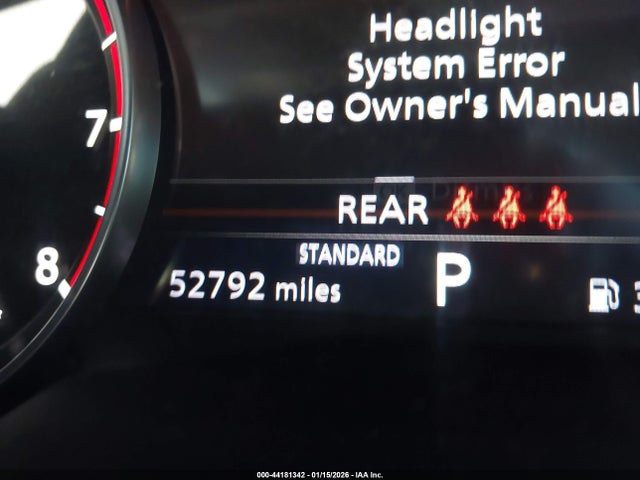 Headlight
System Error
See Owner's Manual
7
REAR
8
STANDARD
52792 miles
P
000-44181342 - 01/15/2026 - IAA Inc.